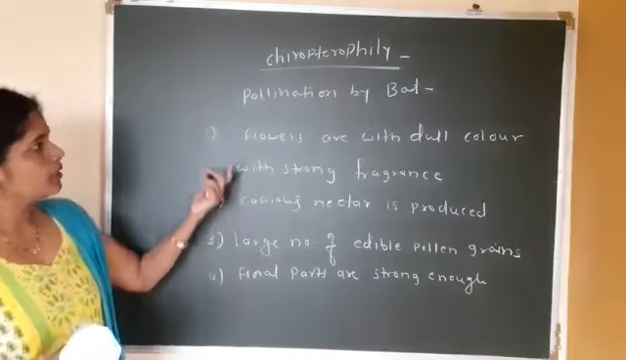 chiropterophily -
pollination by Bat -
1) Flowers are with dull colour
with strong fragrance
copious nectar is produced
3) Large no. of edible pollen grains
4) Floral parts are strong enough